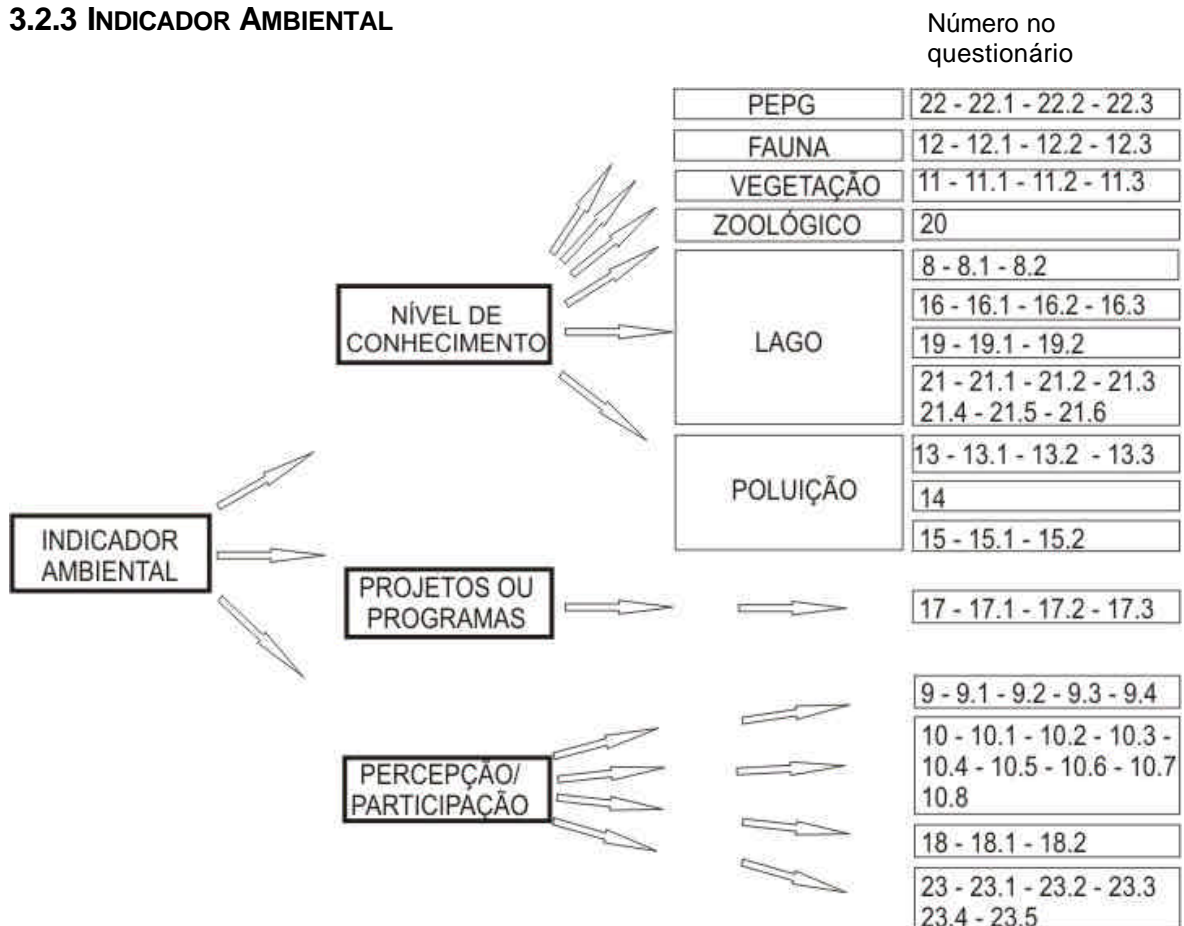 3.2.3 INDICADOR AMBIENTAL
Número no
questionário
PEPG
22 - 22.1 - 22.2 - 22.3
FAUNA
12 - 12.1 - 12.2 - 12.3
VEGETAÇÃO
11 - 11.1 - 11.2 - 11.3
ZOOLÓGICO
20
NÍVEL DE
CONHECIMENTO
LAGO
8 - 8.1 - 8.2
16 - 16.1 - 16.2 - 16.3
19 - 19.1 - 19.2
21 - 21.1 - 21.2 - 21.3
21.4 - 21.5 - 21.6
POLUIÇÃO
13 - 13.1 - 13.2 - 13.3
14
15 - 15.1 - 15.2
INDICADOR
AMBIENTAL
PROJETOS OU
PROGRAMAS
17 - 17.1 - 17.2 - 17.3
PERCEPÇÃO/
PARTICIPAÇÃO
9 - 9.1 - 9.2 - 9.3 - 9.4
10 - 10.1 - 10.2 - 10.3 -
10.4 - 10.5 - 10.6 - 10.7
10.8
18 - 18.1 - 18.2
23 - 23.1 - 23.2 - 23.3
23.4 - 23.5